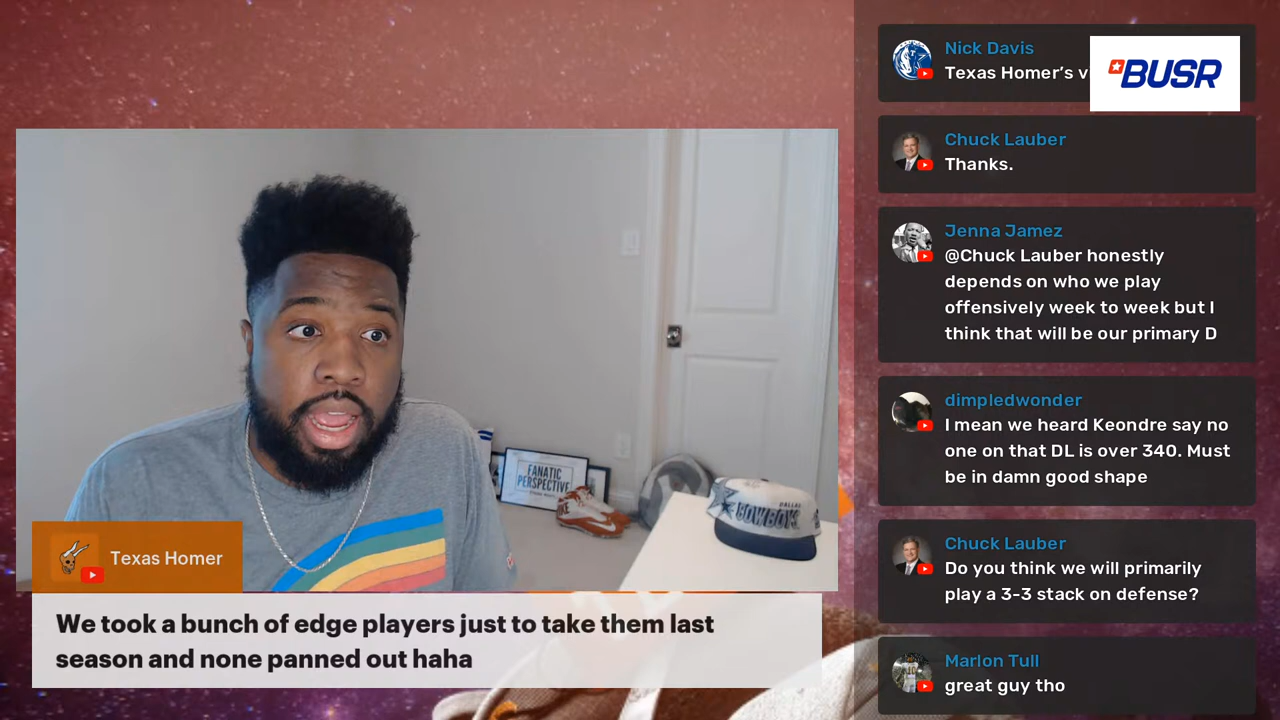 Nick Davis
Texas Homer's v
BUSR
Chuck Lauber
Thanks.
Jenna Jamez
@Chuck Lauber honestly
depends on who we play
offensively week to week but I
think that will be our primary D
dimpledwonder
I mean we heard Keondre say no
one on that DL is over 340. Must
be in damn good shape
Chuck Lauber
Do you think we will primarily
play a 3-3 stack on defense?
Marlon Tull
great guy tho
FANATIC
PERSPECTIVE
DALLAS
COWBOYS
Texas Homer
We took a bunch of edge players just to take them last
season and none panned out haha